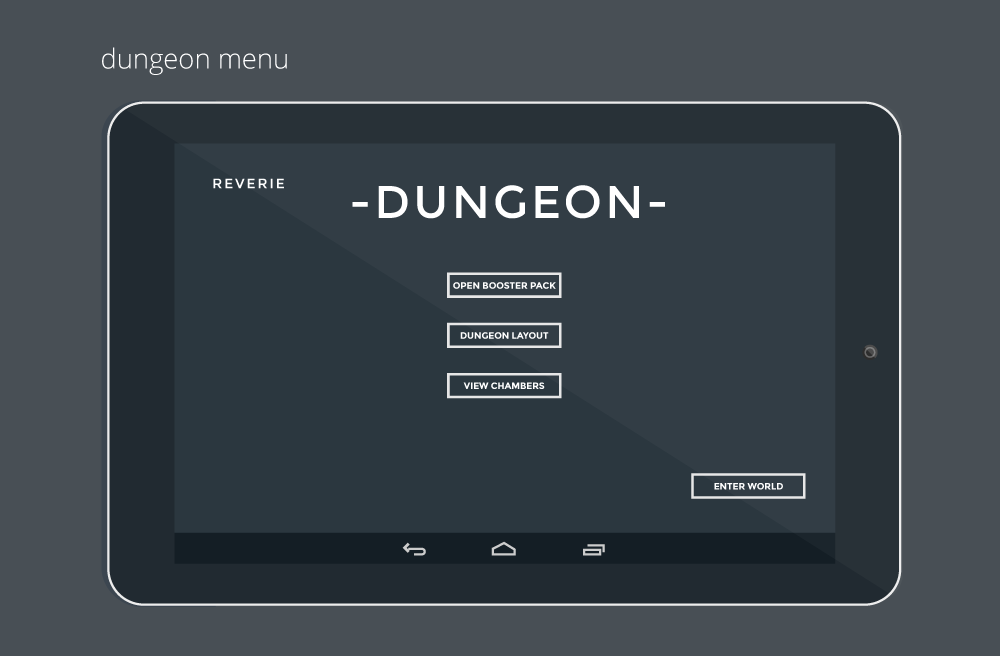 dungeon menu
REVERIE
-DUNGEON-
OPEN BOOSTER PACK
DUNGEON LAYOUT
VIEW CHAMBERS
ENTER WORLD